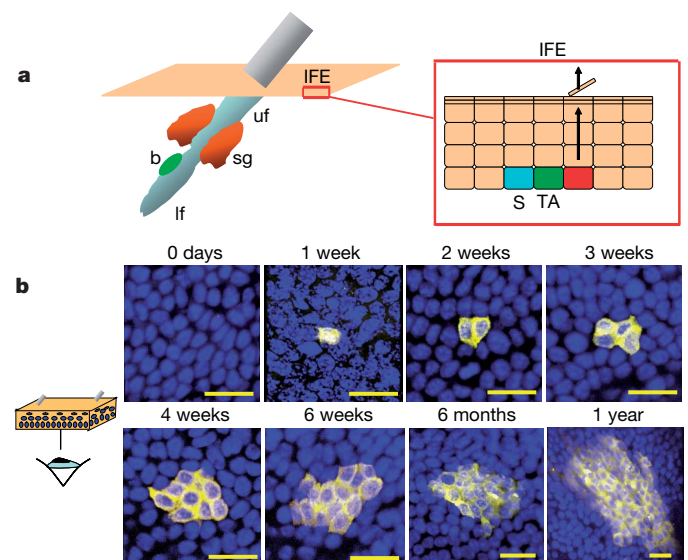 a
IFE
uf
b
sg
lf
IFE
S TA
b
0 days 1 week 2 weeks 3 weeks
4 weeks 6 weeks 6 months 1 year